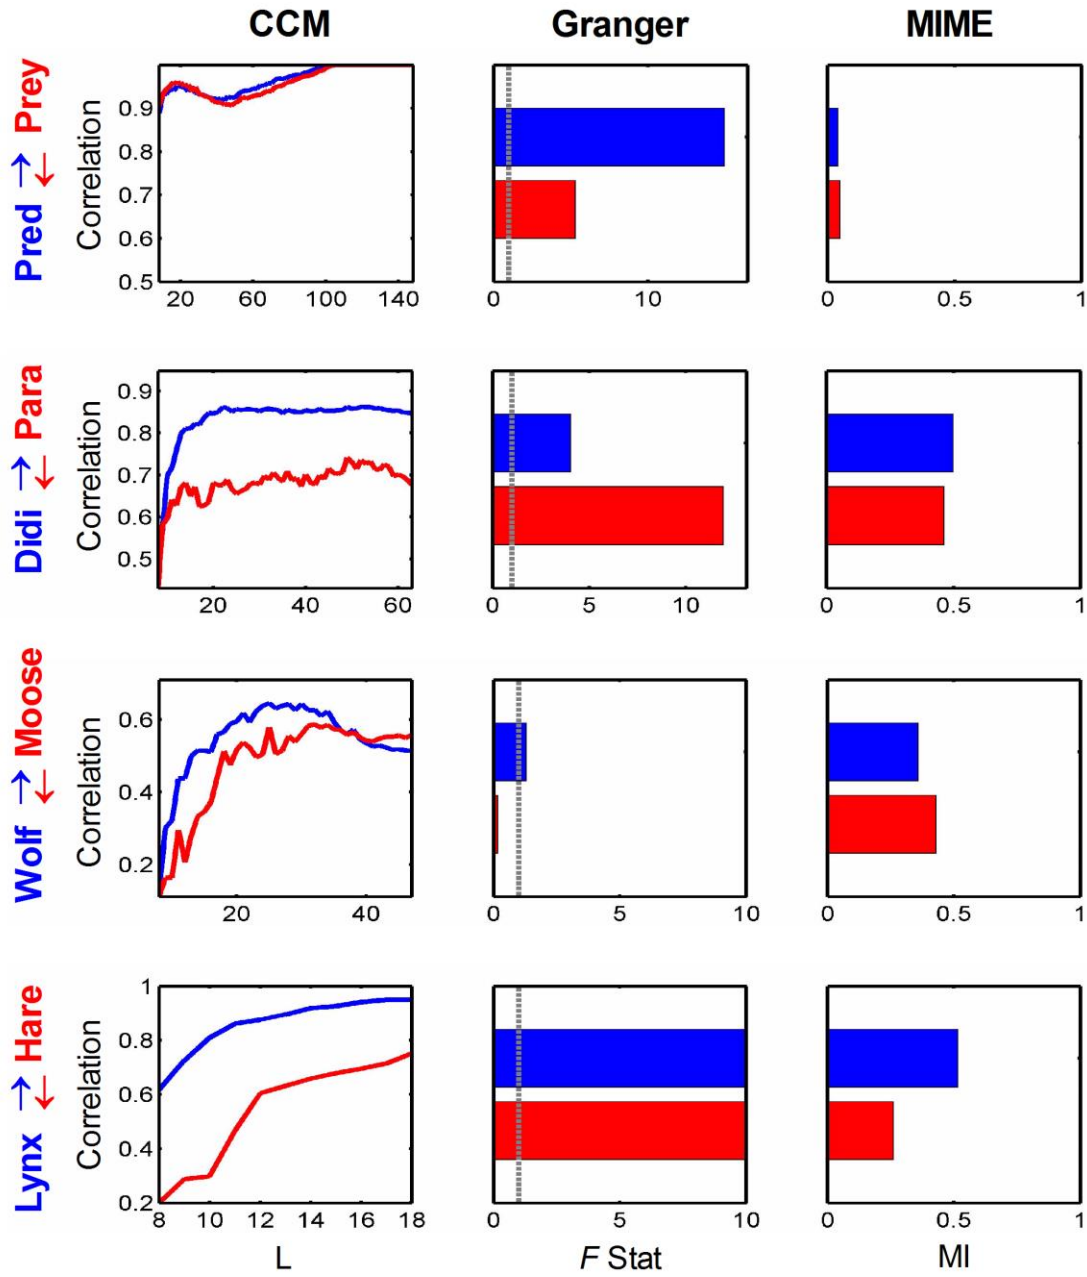 CCM Granger MIME
Pred → ← Prey
Correlation
0.9
0.8
0.7
0.6
0.5
20 60 100 140
0 10
0 0.5 1
Didi → ← Para
Correlation
0.9
0.8
0.7
0.6
0.5
20 40 60
0 5 10
0 0.5 1
Wolf → ← Moose
Correlation
0.6
0.4
0.2
20 40
0 5 10
0 0.5 1
Lynx → ← Hare
Correlation
1
0.8
0.6
0.4
0.2
8 10 12 14 16 18
0 5 10
0 0.5 1
L F Stat MI